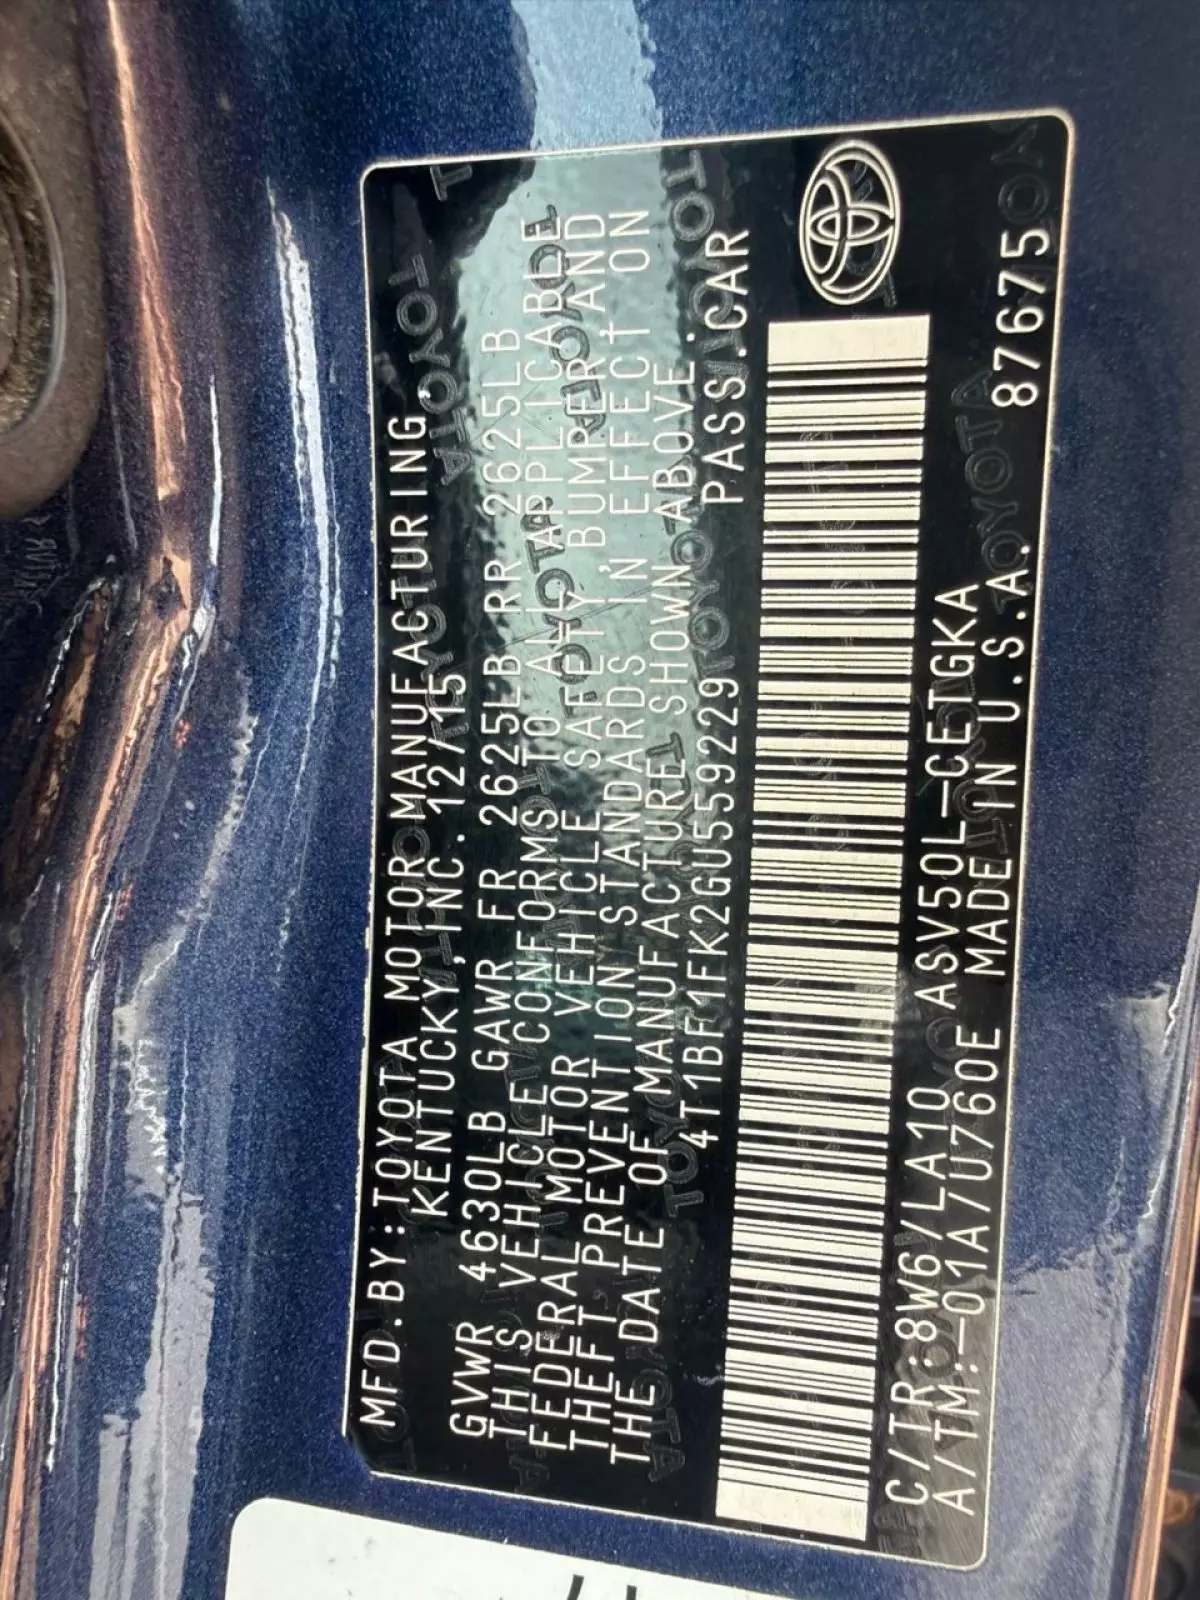 MFD.BY:TOYOTA MOTOR MANUFACTURING,
KENTUCKY,INC. 12/15
GVWR 4630LB GAWR FR 2625LB RR 2625LB
THIS VEHICLE CONFORMS TO ALL APPLICABLE
FEDERAL MOTOR VEHICLE SAFETY, BUMPER, AND
THEFT PREVENTION STANDARDS IN EFFECT ON
THE DATE OF MANUFACTURE SHOWN ABOVE.
4T1BF1FK2GU559229 PASS.CAR
C/TR:8W6/LA10 ASV50L-CETGKA
A/TM:-01A/U760E MADE IN U.S.A. 87675